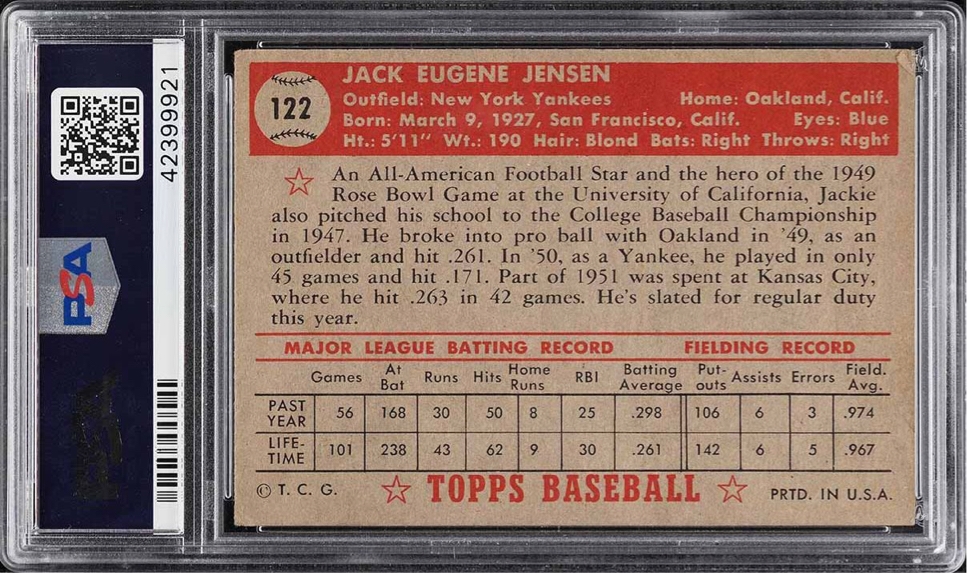 42399921
PSA
122
JACK EUGENE JENSEN
Outfield: New York Yankees Home: Oakland, Calif.
Born: March 9, 1927, San Francisco, Calif. Eyes: Blue
Ht.: 5'11" Wt.: 190 Hair: Blond Bats: Right Throws: Right
An All-American Football Star and the hero of the 1949
Rose Bowl Game at the University of California, Jackie
also pitched his school to the College Baseball Championship
in 1947. He broke into pro ball with Oakland in '49, as an
outfielder and hit .261. In '50, as a Yankee, he played in only
45 games and hit .171. Part of 1951 was spent at Kansas City,
where he hit .263 in 42 games. He's slated for regular duty
this year.
MAJOR LEAGUE BATTING RECORD FIELDING RECORD
Games At Bat Runs Hits Home Runs RBI Batting Average Put-outs Assists Errors Field. Avg.
PAST YEAR 56 168 30 50 8 25 .298 106 6 3 .974
LIFE-TIME 101 238 43 62 9 30 .261 142 6 5 .967
© T. C. G. TOPPS BASEBALL PRTD. IN U.S.A.